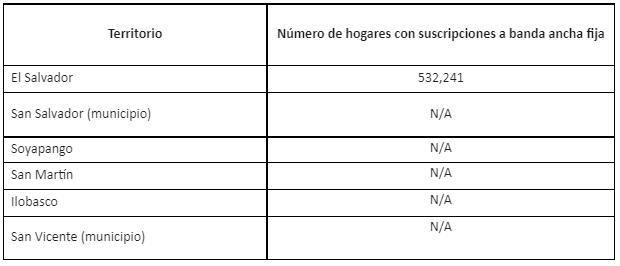 Territorio Número de hogares con suscripciones a banda ancha fija
El Salvador 532,241
San Salvador (municipio) N/A
Soyapango N/A
San Martín N/A
Ilobasco N/A
San Vicente (municipio) N/A